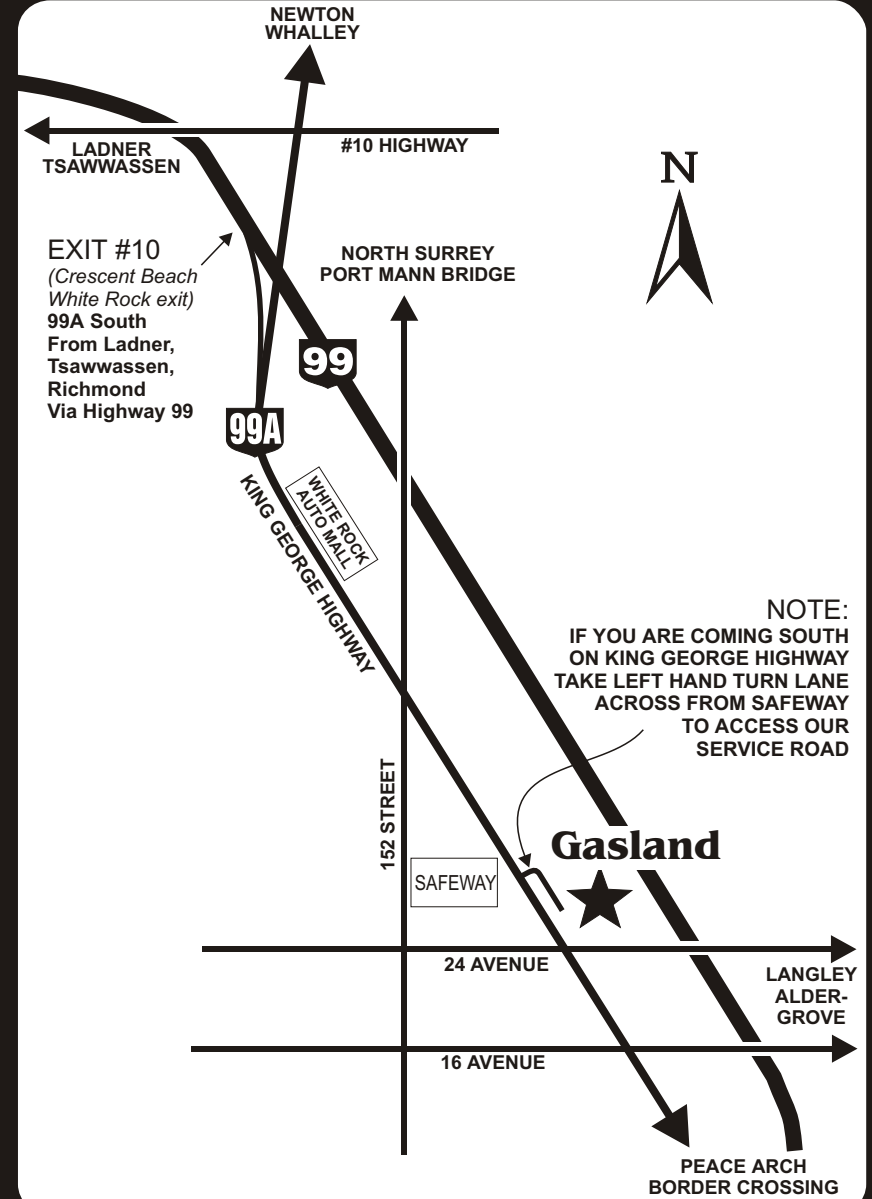 NEWTON
WHALLEY
#10 HIGHWAY
LADNER
TSAWWASSEN
N
EXIT #10
(Crescent Beach
White Rock exit)
99A South
From Ladner,
Tsawwassen,
Richmond
Via Highway 99
NORTH SURREY
PORT MANN BRIDGE
99
99A
WHITE ROCK
AUTO MALL
KING GEORGE HIGHWAY
NOTE:
IF YOU ARE COMING SOUTH
ON KING GEORGE HIGHWAY
TAKE LEFT HAND TURN LANE
ACROSS FROM SAFEWAY
TO ACCESS OUR
SERVICE ROAD
152 STREET
Gasland
SAFEWAY
24 AVENUE
LANGLEY
ALDER-
GROVE
16 AVENUE
PEACE ARCH
BORDER CROSSING